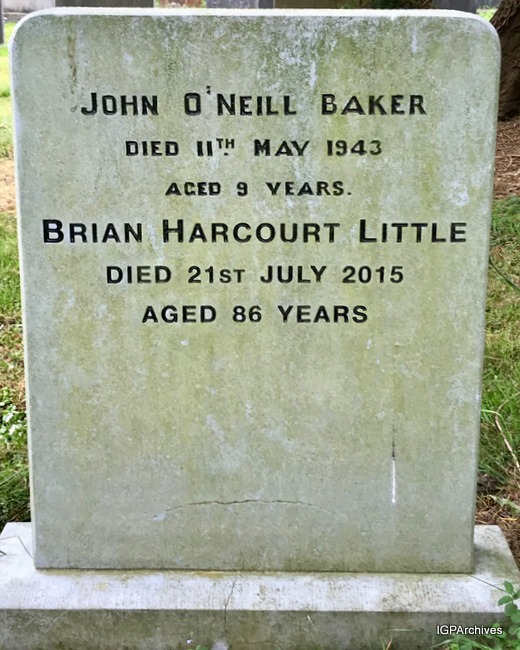 JOHN O'NEILL BAKER
DIED 11TH MAY 1943
AGED 9 YEARS.
BRIAN HARCOURT LITTLE
DIED 21ST JULY 2015
AGED 86 YEARS
IGPArchives